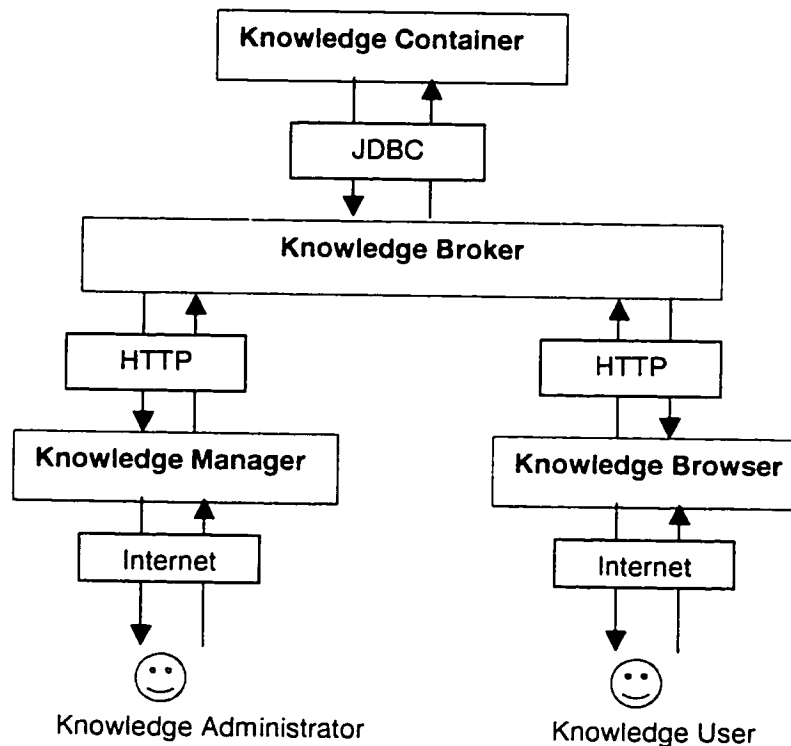 Knowledge Container
JDBC
Knowledge Broker
HTTP
HTTP
Knowledge Manager
Knowledge Browser
Internet
Internet
Knowledge Administrator
Knowledge User